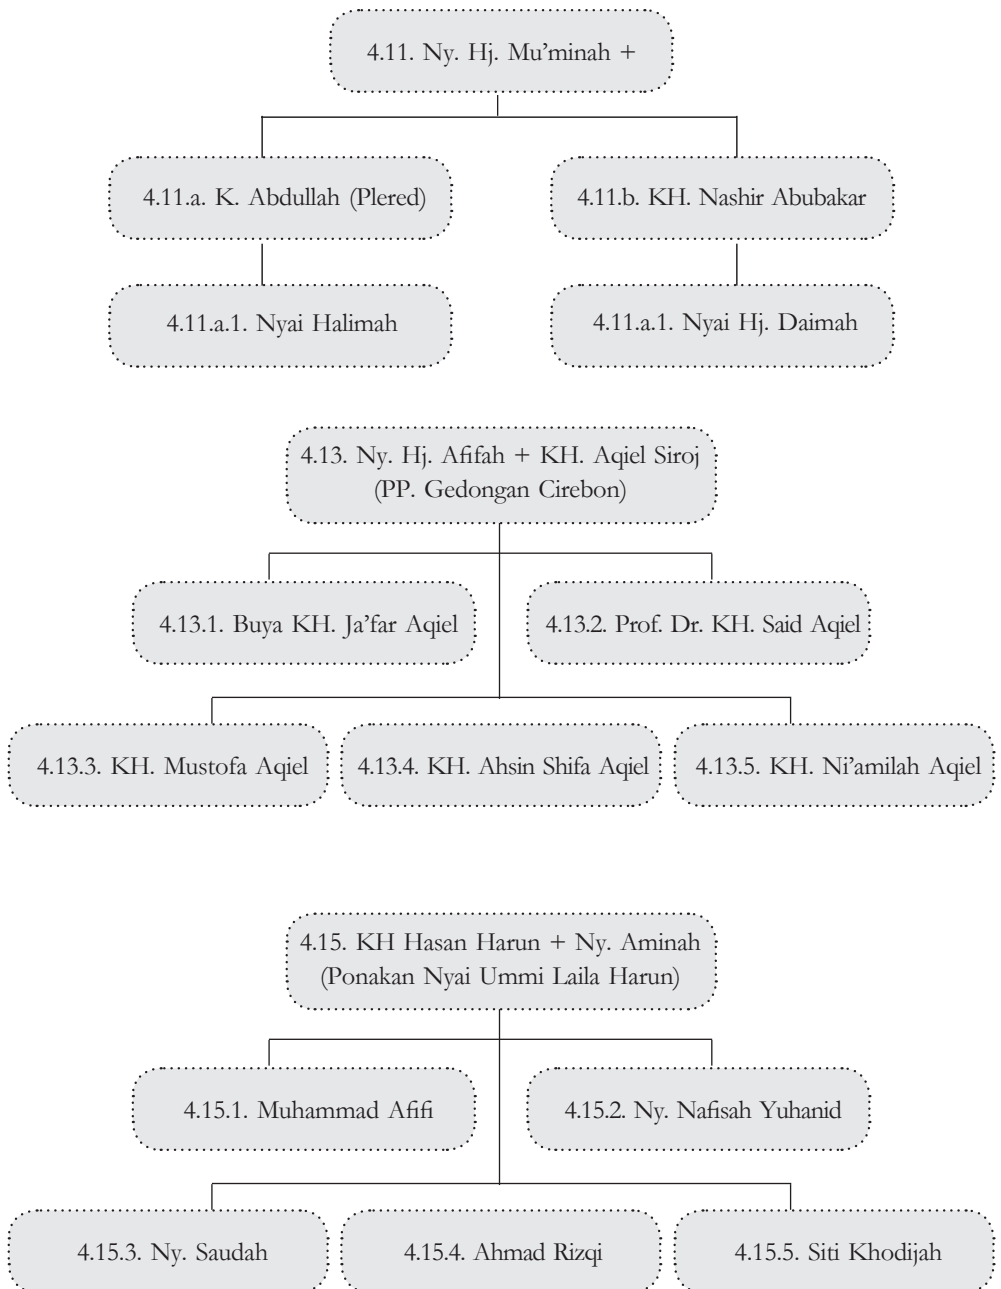 4.11. Ny. Hj. Mu’minah +
4.11.a. K. Abdullah (Plered)
4.11.b. KH. Nashir Abubakar
4.11.a.1. Nyai Halimah
4.11.a.1. Nyai Hj. Daimah
4.13. Ny. Hj. Afifah + KH. Aqiel Siroj
(PP. Gedongan Cirebon)
4.13.1. Buya KH. Ja’far Aqiel
4.13.2. Prof. Dr. KH. Said Aqiel
4.13.3. KH. Mustofa Aqiel
4.13.4. KH. Ahsin Shifa Aqiel
4.13.5. KH. Ni’amilah Aqiel
4.15. KH Hasan Harun + Ny. Aminah
(Ponakan Nyai Ummi Laila Harun)
4.15.1. Muhammad Afifi
4.15.2. Ny. Nafisah Yuhanid
4.15.3. Ny. Saudah
4.15.4. Ahmad Rizqi
4.15.5. Siti Khodijah